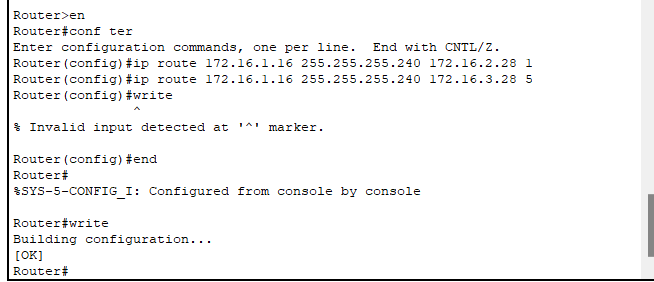 Router>en
Router#conf ter
Enter configuration commands, one per line.  End with CNTL/Z.
Router(config)#ip route 172.16.1.16 255.255.255.240 172.16.2.28 1
Router(config)#ip route 172.16.1.16 255.255.255.240 172.16.3.28 5
Router(config)#write
^
% Invalid input detected at '^' marker.
Router(config)#end
Router#
%SYS-5-CONFIG_I: Configured from console by console
Router#write
Building configuration...
[OK]
Router#